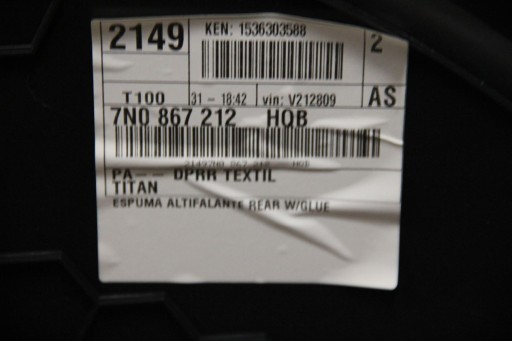 2149 KEN: 1536303588 2
T100 31 - 18:42 vin: V212809 AS
7N0 867 212 HQB
PA-- DPRR TEXTIL
TITAN
ESPUMA ALTIFALANTE REAR W/GLUE